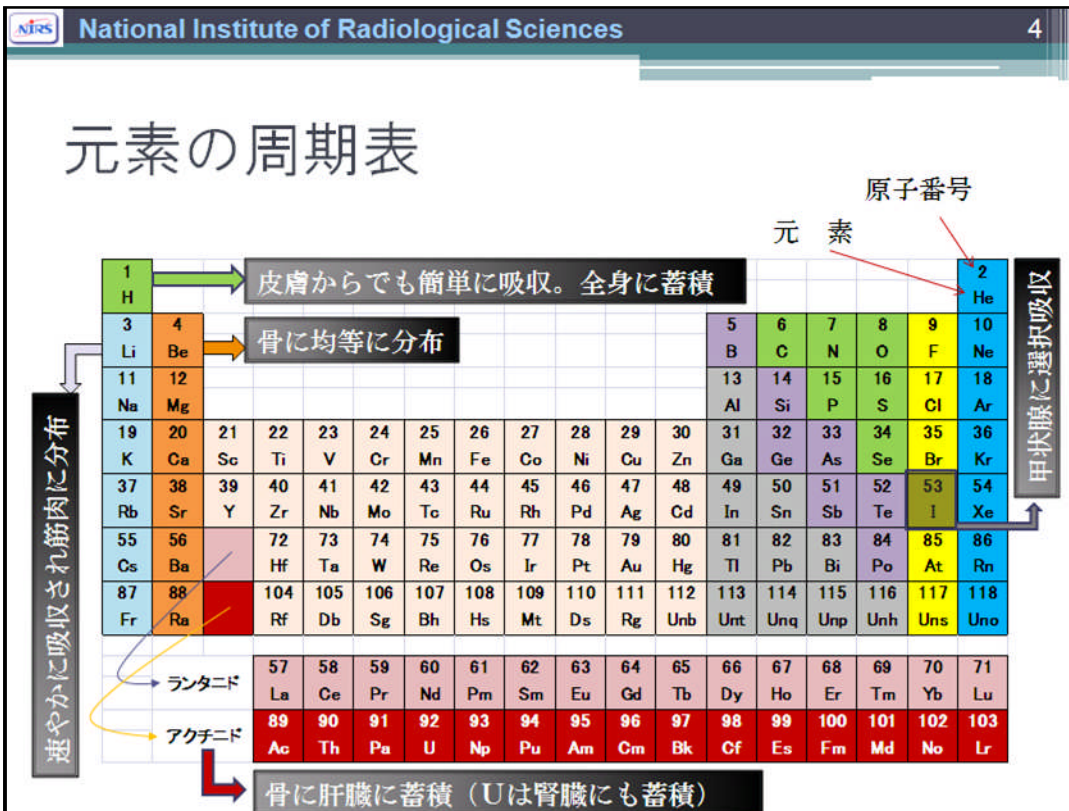 NIRS National Institute of Radiological Sciences 4
元素の周期表
原子番号
元 素
皮膚からでも簡単に吸収。全身に蓄積
骨に均等に分布
速やかに吸収され筋肉に分布
甲状腺に選択吸収
1 2
H He
3 4 5 6 7 8 9 10
Li Be B C N O F Ne
11 12 13 14 15 16 17 18
Na Mg Al Si P S Cl Ar
19 20 21 22 23 24 25 26 27 28 29 30 31 32 33 34 35 36
K Ca Sc Ti V Cr Mn Fe Co Ni Cu Zn Ga Ge As Se Br Kr
37 38 39 40 41 42 43 44 45 46 47 48 49 50 51 52 53 54
Rb Sr Y Zr Nb Mo Tc Ru Rh Pd Ag Cd In Sn Sb Te I Xe
55 56 72 73 74 75 76 77 78 79 80 81 82 83 84 85 86
Cs Ba Hf Ta W Re Os Ir Pt Au Hg Tl Pb Bi Po At Rn
87 88 104 105 106 107 108 109 110 111 112 113 114 115 116 117 118
Fr Ra Rf Db Sg Bh Hs Mt Ds Rg Unb Unt Unq Unp Unh Uns Uno
ランタニド
57 58 59 60 61 62 63 64 65 66 67 68 69 70 71
La Ce Pr Nd Pm Sm Eu Gd Tb Dy Ho Er Tm Yb Lu
アクチニド
89 90 91 92 93 94 95 96 97 98 99 100 101 102 103
Ac Th Pa U Np Pu Am Cm Bk Cf Es Fm Md No Lr
骨に肝臓に蓄積（Uは腎臓にも蓄積）